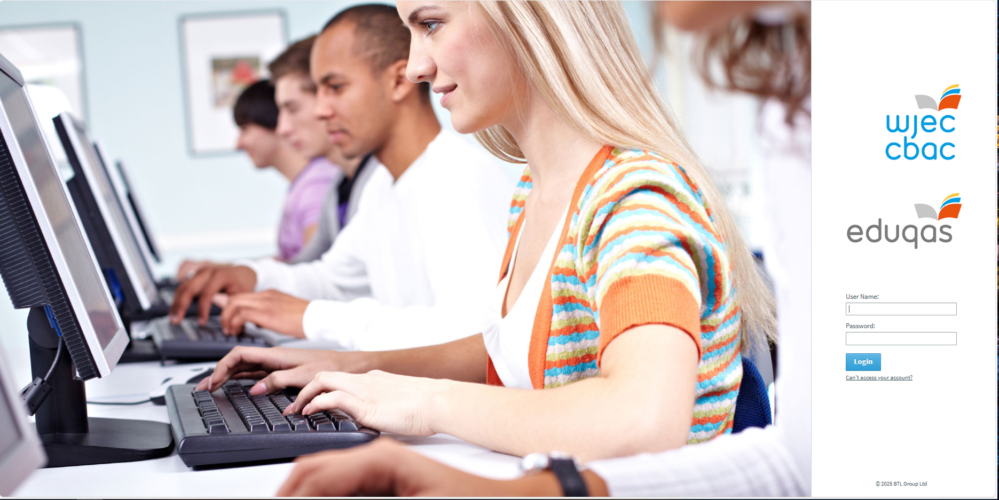 wjec
cbac
eduqas
User Name:
Password:
Login
Can't access your account?
© 2025 BTL Group Ltd